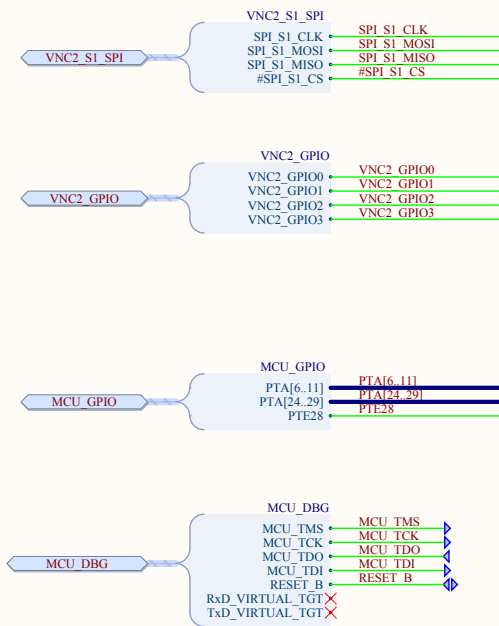 VNC2_S1_SPI
SPI_S1_CLK SPI_S1_CLK
SPI_S1_MOSI SPI_S1_MOSI
VNC2_S1_SPI SPI_S1_MISO SPI_S1_MISO
#SPI_S1_CS #SPI_S1_CS
VNC2_GPIO
VNC2_GPIO0 VNC2_GPIO0
VNC2_GPIO1 VNC2_GPIO1
VNC2_GPIO VNC2_GPIO2 VNC2_GPIO2
VNC2_GPIO3 VNC2_GPIO3
MCU_GPIO
PTA[6..11] PTA[6..11]
MCU_GPIO PTA[24..29] PTA[24..29]
PTE28 PTE28
MCU_DBG
MCU_TMS MCU_TMS
MCU_TCK MCU_TCK
MCU_DBG MCU_TDO MCU_TDO
MCU_TDI MCU_TDI
RESET_B RESET_B
RxD_VIRTUAL_TGT
TxD_VIRTUAL_TGT